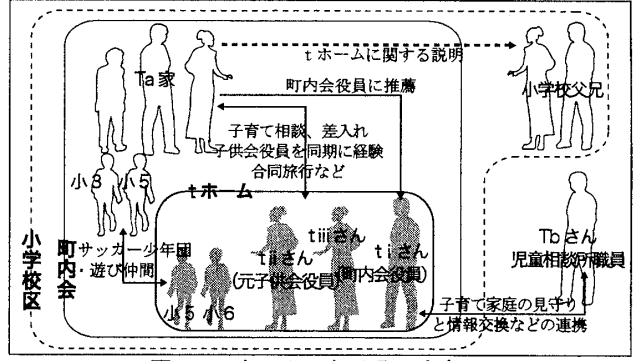 tホームに関する説明
Ta家
小学校父兄
町内会役員に推薦
子育て相談、差入れ
子供会役員を同期に経験
合同旅行など
小3
小5
tホーム
小学校区
町内会
サッカー少年団
・遊び仲間
tiiさん
(元子供会役員)
tiiiさん
tiさん
(町内会役員)
小5
小6
Tbさん
児童相談所職員
子育て家庭の見守り
と情報交換などの連携